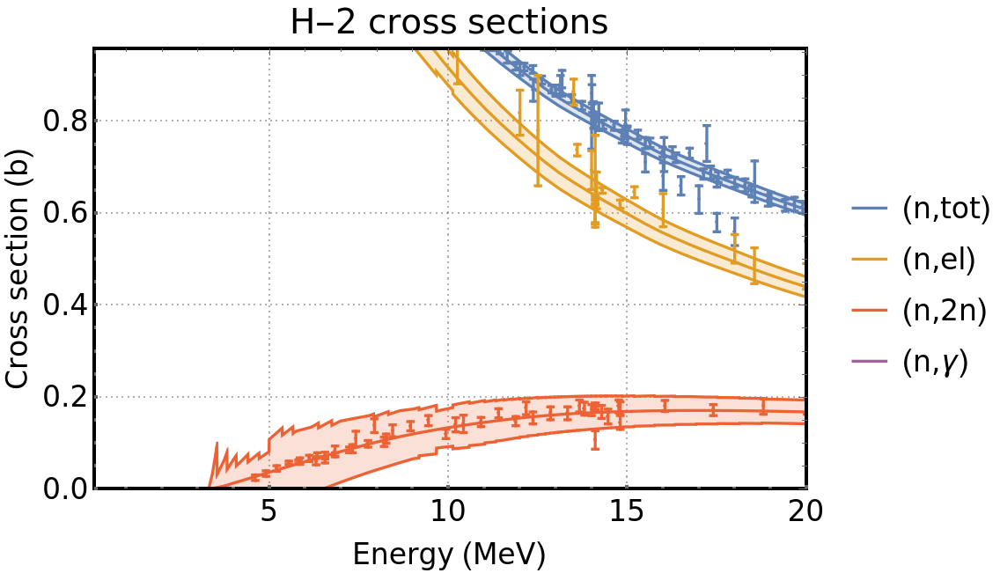 H–2 cross sections
Cross section (b)
0.8
0.6
0.4
0.2
0.0
5 10 15 20
Energy (MeV)
(n,tot)
(n,el)
(n,2n)
(n,γ)